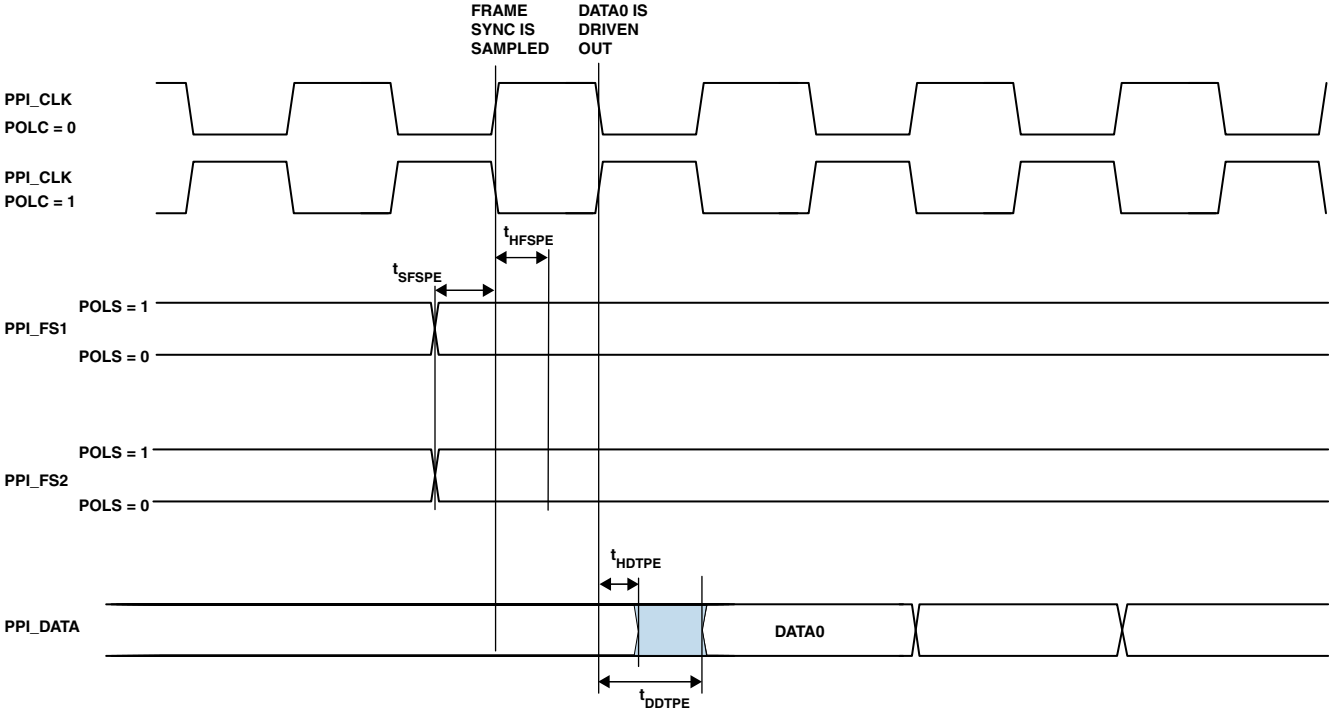 FRAME
SYNC IS
SAMPLED
DATA0 IS
DRIVEN
OUT
PPI_CLK
POLC = 0
PPI_CLK
POLC = 1
tHFSPE
tSFSPE
POLS = 1
PPI_FS1
POLS = 0
POLS = 1
PPI_FS2
POLS = 0
tHDTPE
PPI_DATA
DATA0
tDDTPE